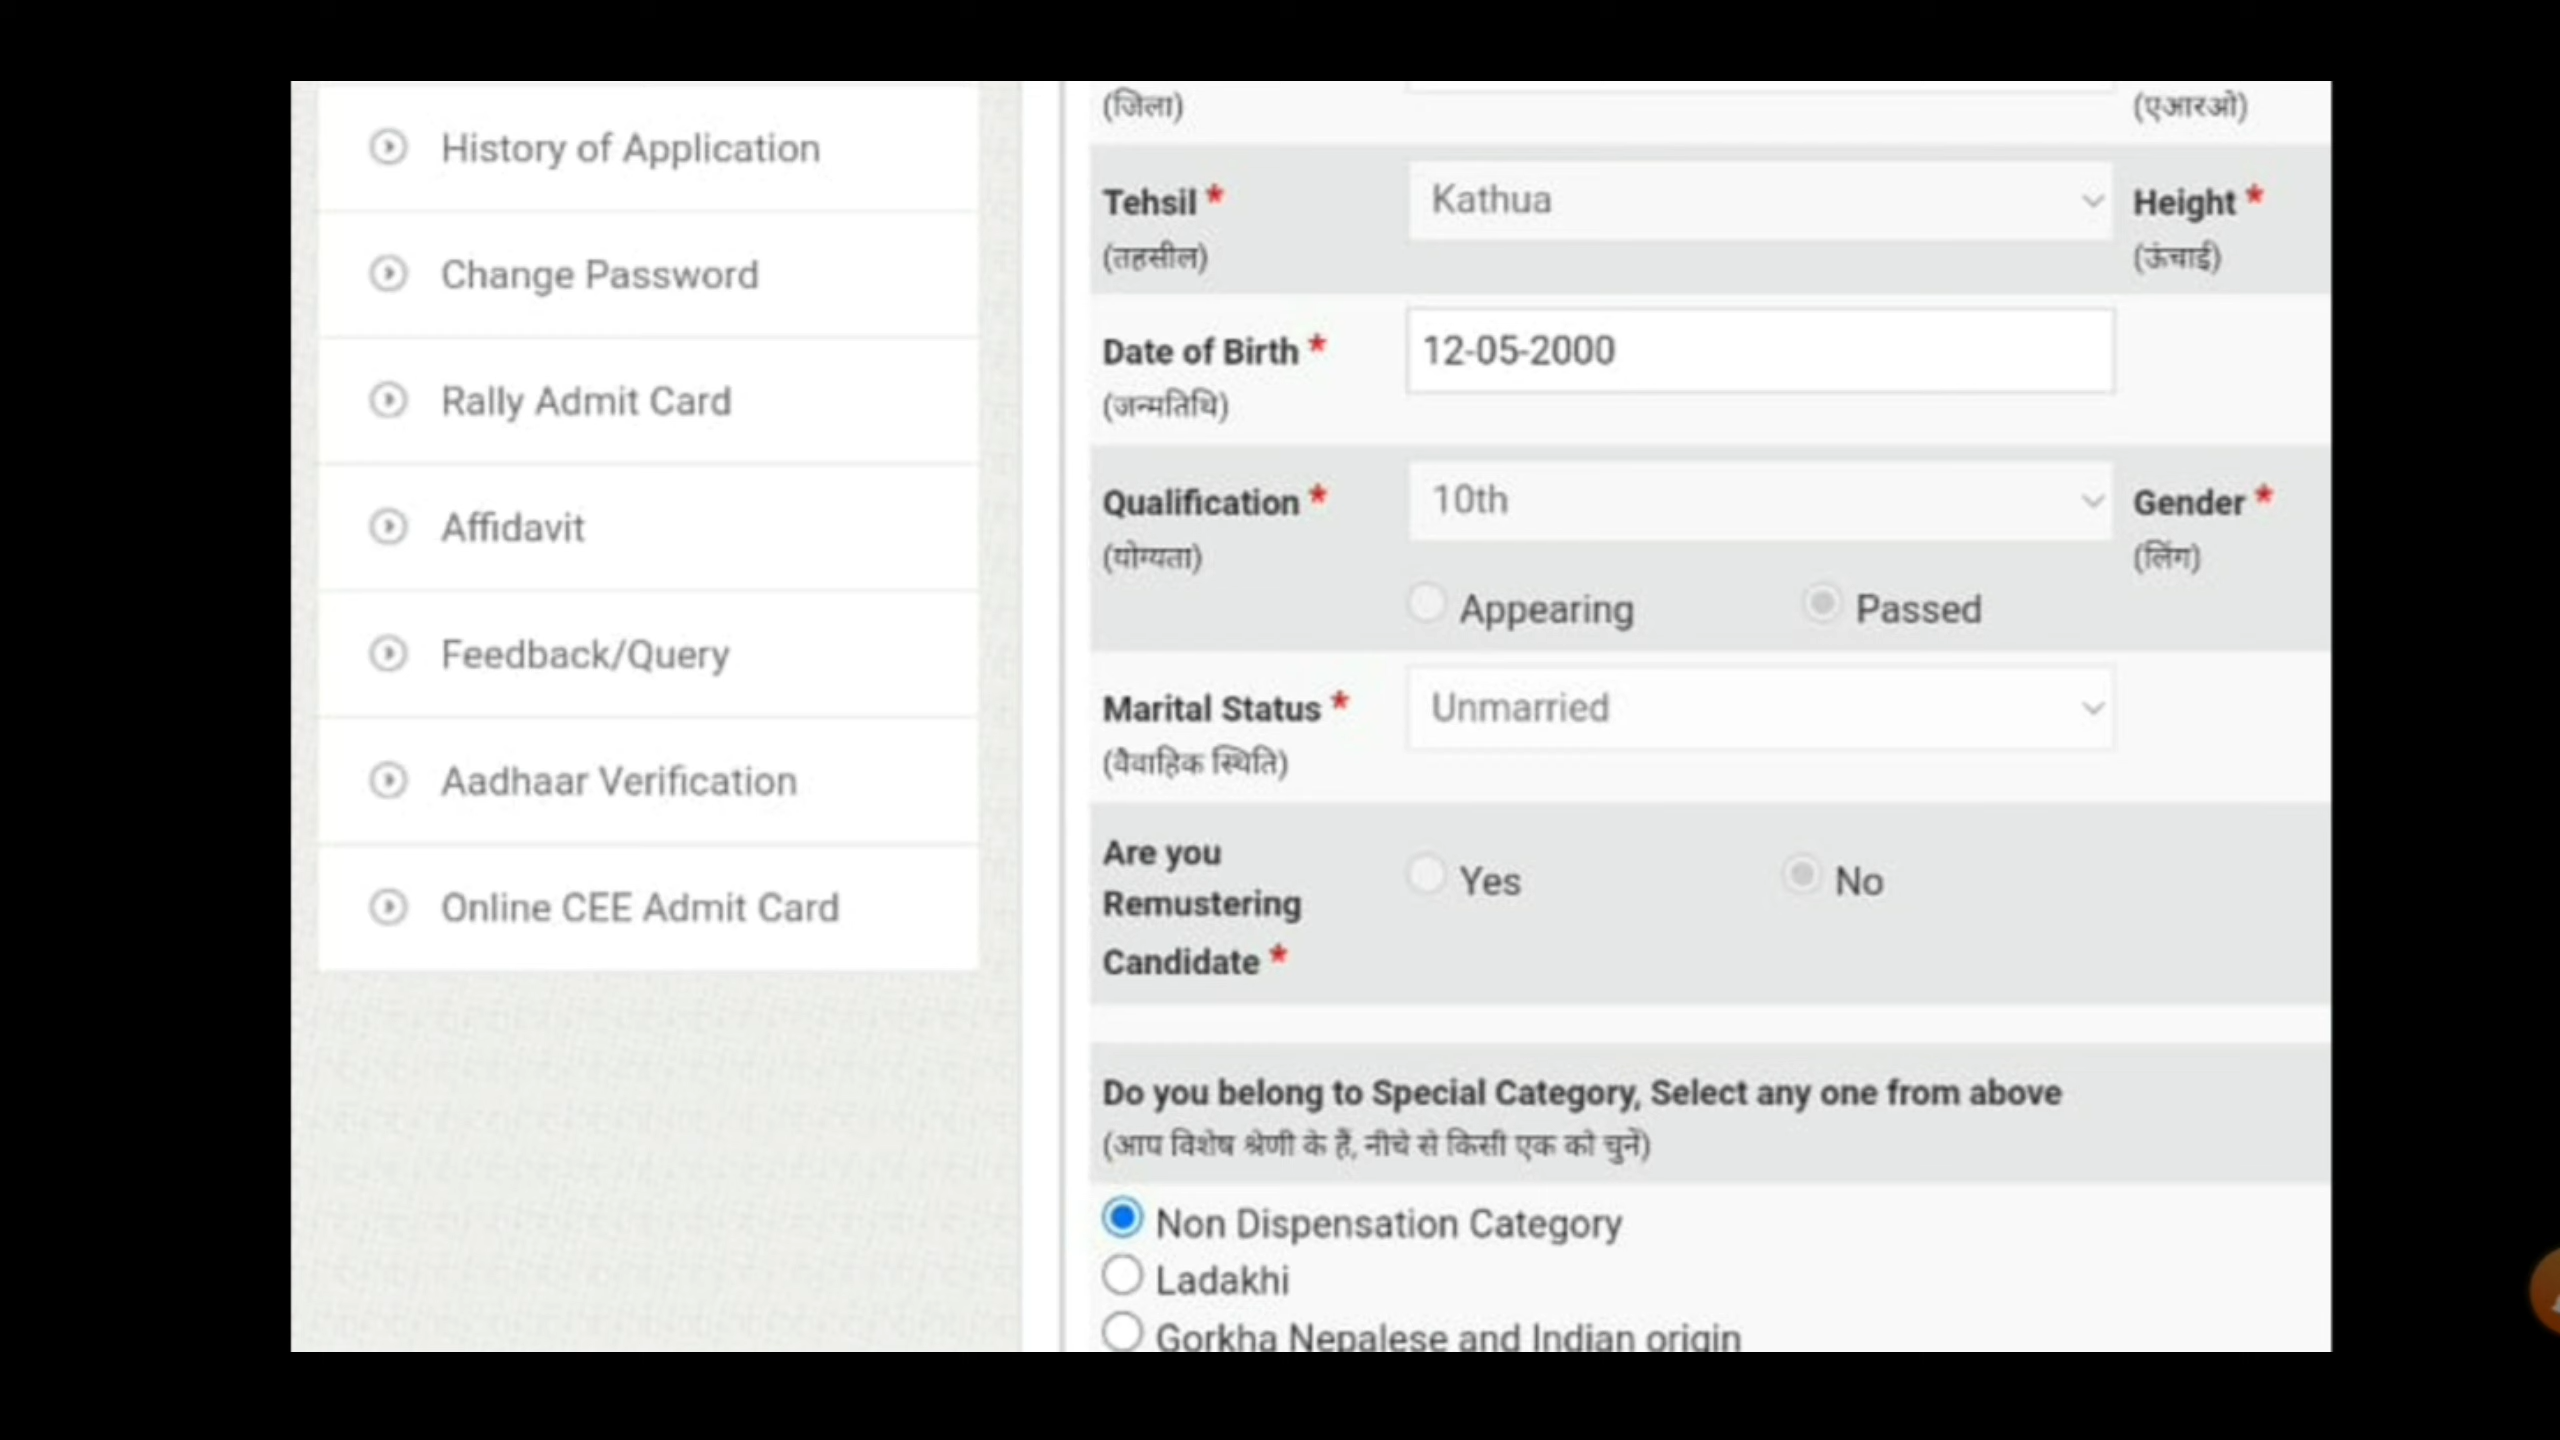 History of Application
Change Password
Rally Admit Card
Affidavit
Feedback/Query
Aadhaar Verification
Online CEE Admit Card
(जिला)
(एआरओ)
Tehsil * Kathua Height *
(तहसील) (ऊंचाई)
Date of Birth * 12-05-2000
(जन्मतिथि)
Qualification * 10th Gender *
(योग्यता) (लिंग)
Appearing Passed
Marital Status * Unmarried
(वैवाहिक स्थिति)
Are you
Remustering
Candidate *
Yes No
Do you belong to Special Category, Select any one from above
(आप विशेष श्रेणी के हैं, नीचे से किसी एक को चुनें)
Non Dispensation Category
Ladakhi
Gorkha Nepalese and Indian origin